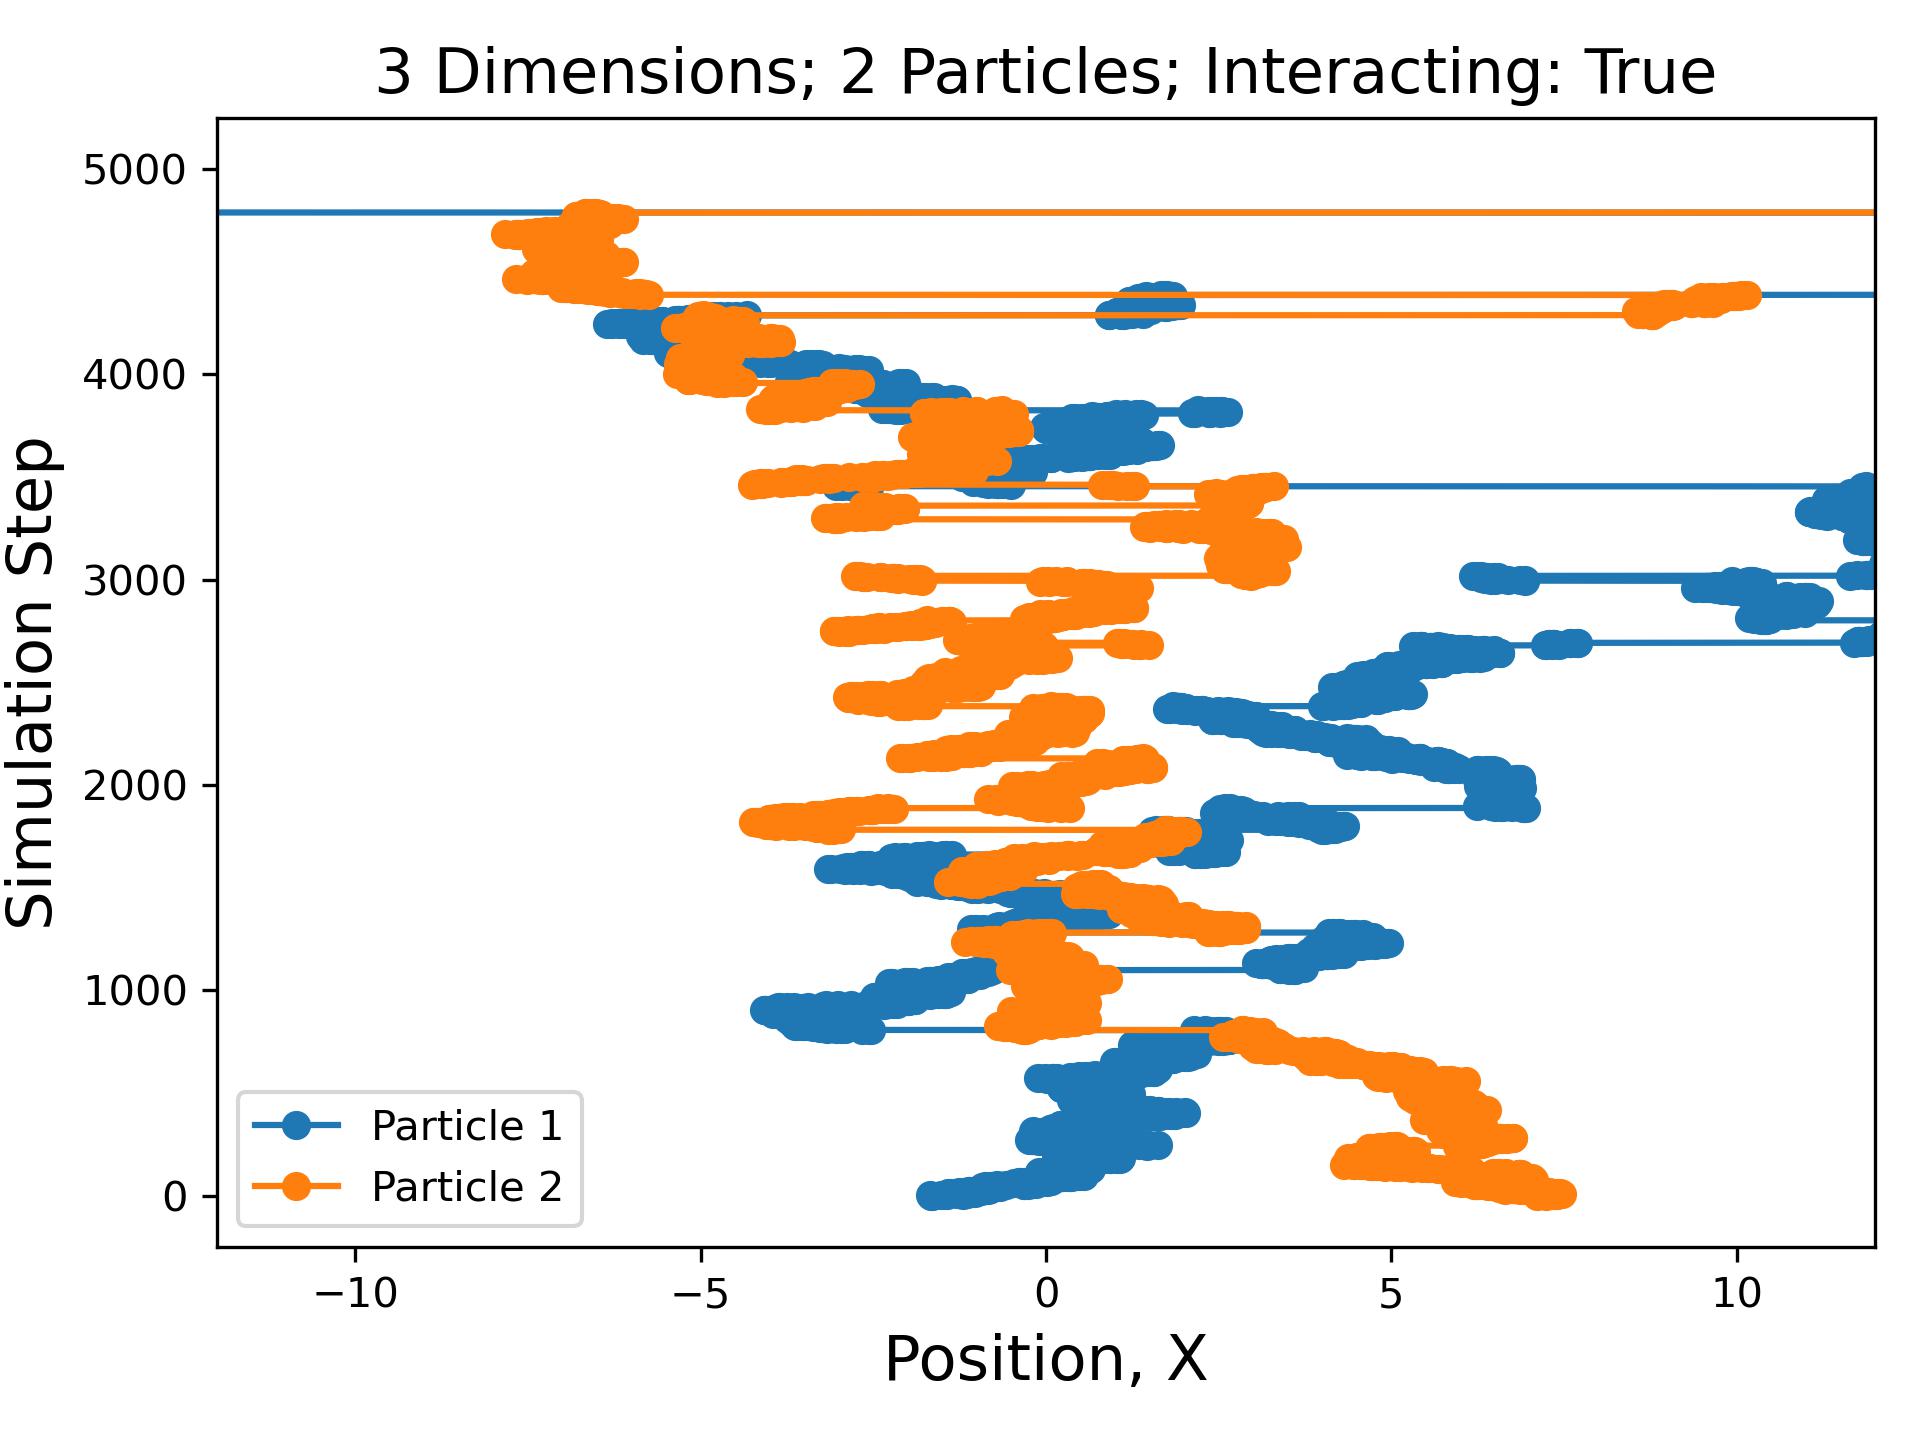 3 Dimensions; 2 Particles; Interacting: True
Simulation Step
5000
4000
3000
2000
1000
0
Particle 1
Particle 2
−10
−5
0
5
10
Position, X